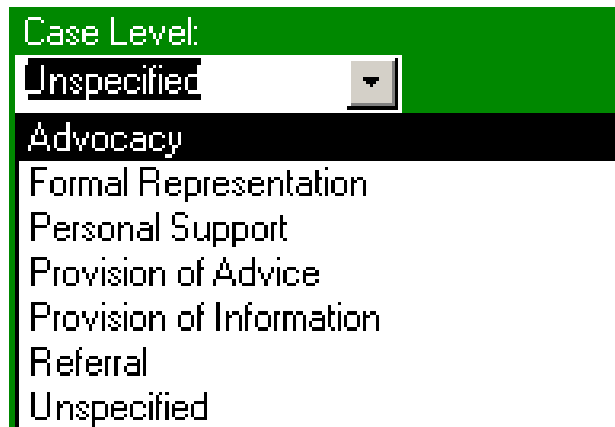 Case Level:
Unspecified
Advocacy
Formal Representation
Personal Support
Provision of Advice
Provision of Information
Referral
Unspecified